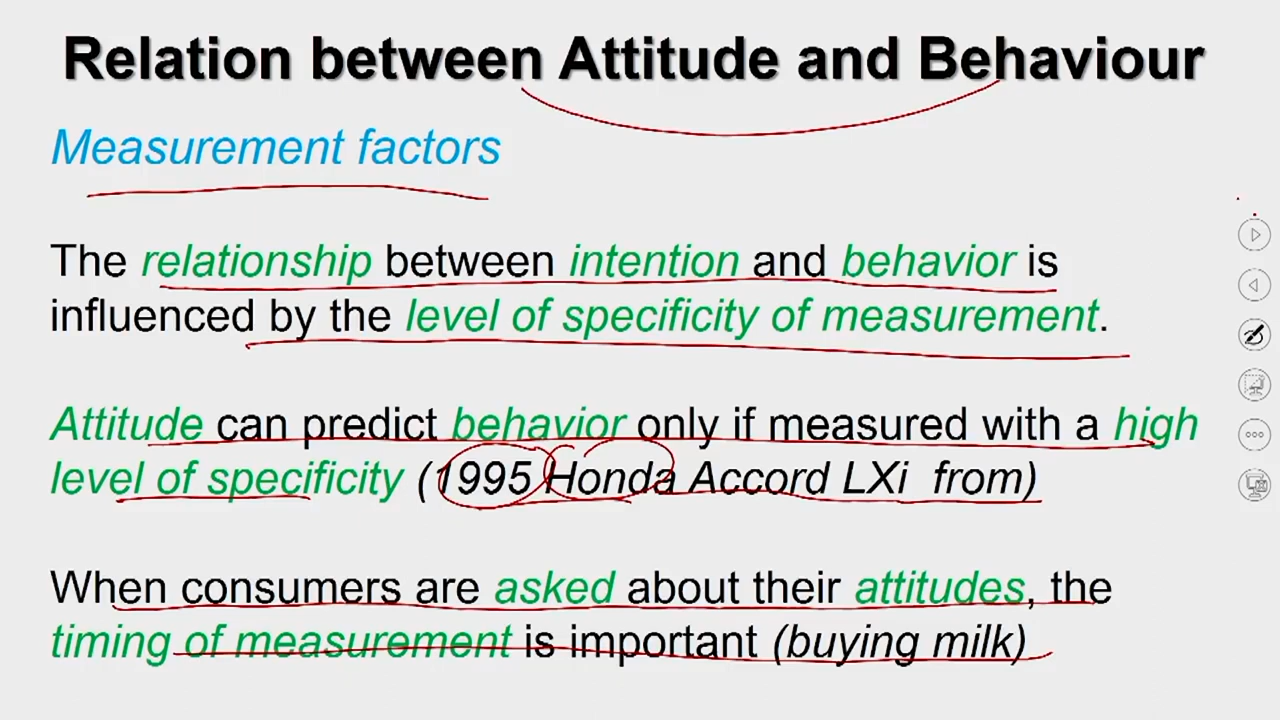 Relation between Attitude and Behaviour
Measurement factors
The relationship between intention and behavior is
influenced by the level of specificity of measurement.
Attitude can predict behavior only if measured with a high
level of specificity (1995 Honda Accord LXi from)
When consumers are asked about their attitudes, the
timing of measurement is important (buying milk)